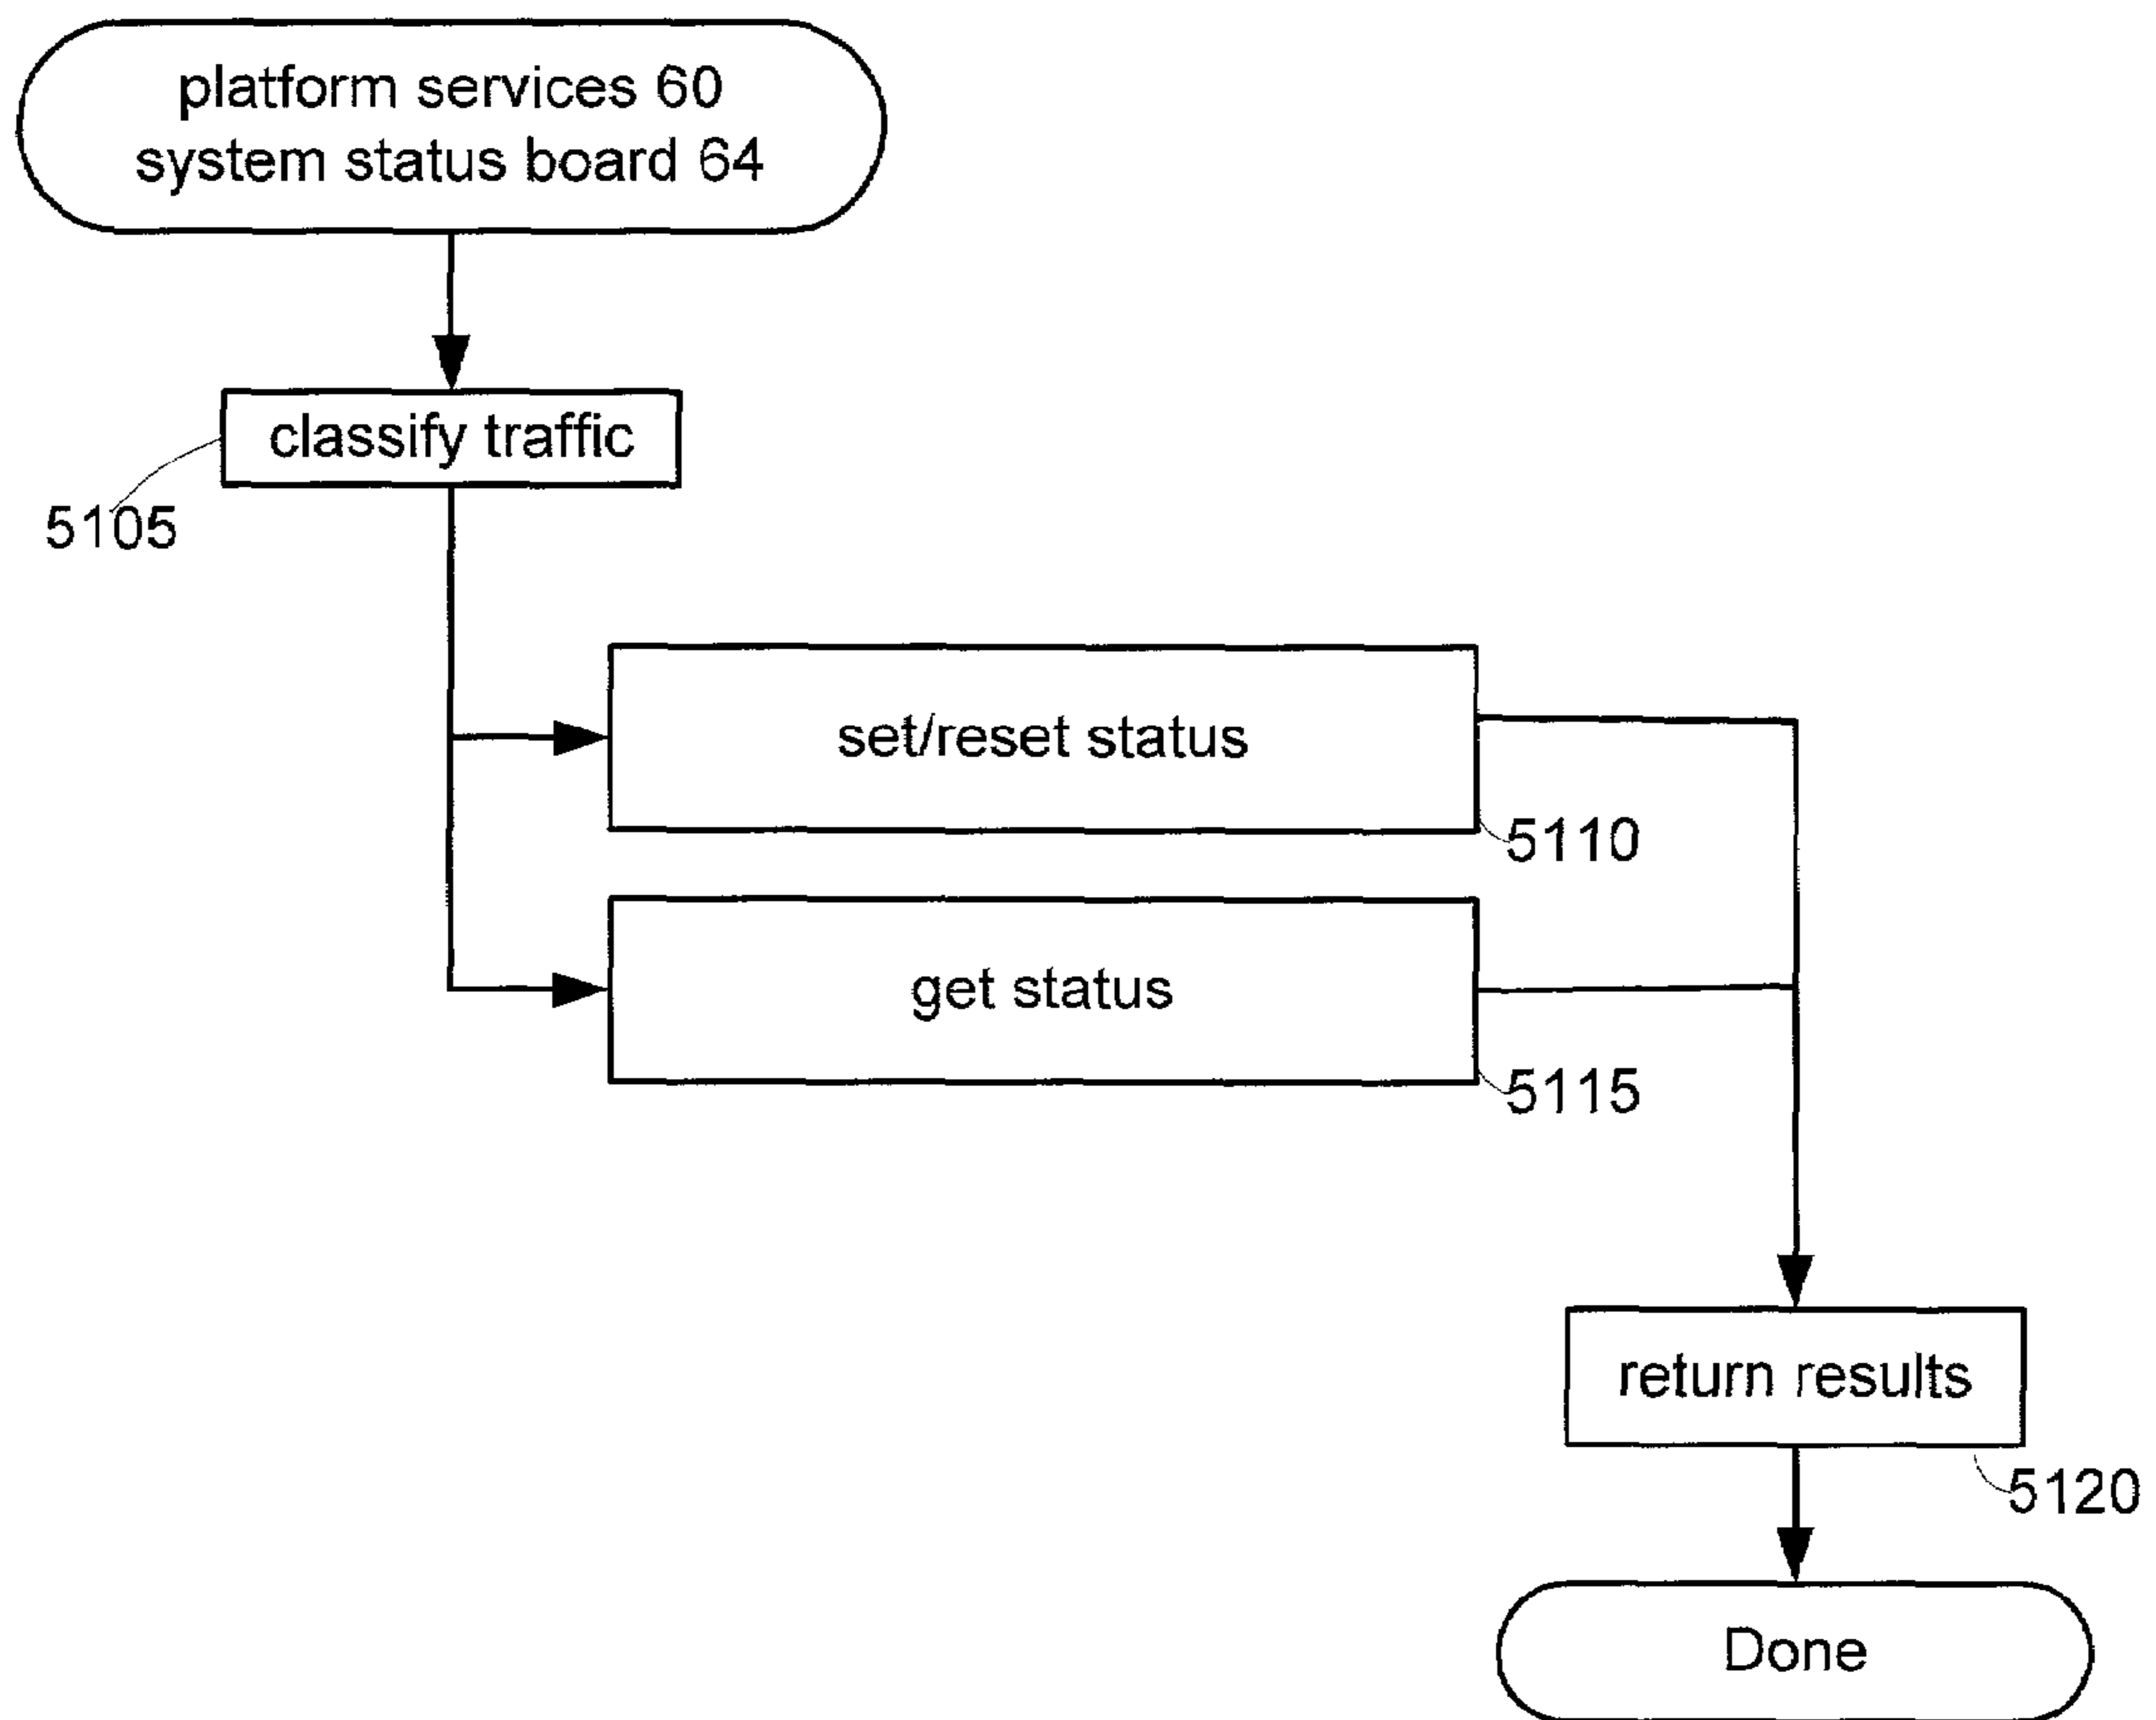 platform services 60
system status board 64
classify traffic
5105
set/reset status
5110
get status
5115
return results
5120
Done